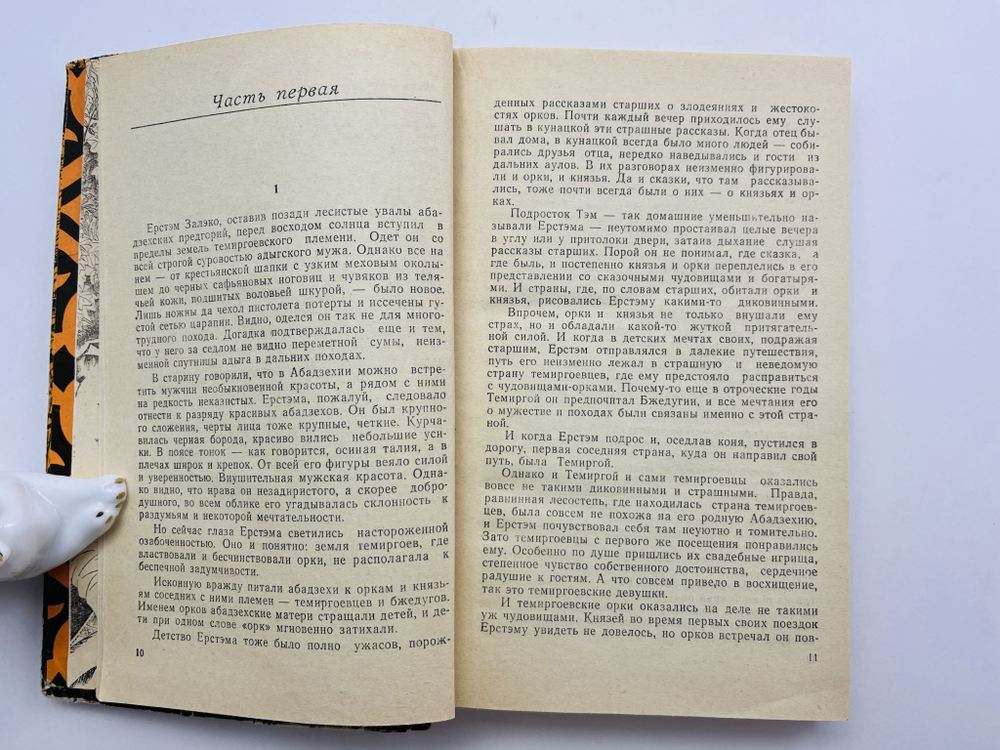 Часть первая
1
Ерстэм Залэко, оставив позади лесистые увалы аба-
дзехских предгорий, перед восходом солнца вступил в
пределы земель темиргоевского племени. Одет он со
всей строгой суровостью адыгского мужа. Однако все на
нем — от крестьянской шапки с узким меховым околы-
шем до черных сафьяновых ноговиц и чувяков из теля-
чьей кожи, подшитых воловьей шкурой, — было новое.
Лишь ножны да чехол пистолета потерты и иссечены гу-
стой сетью царапин. Видно, оделся он так не для много-
трудного похода. Догадка подтверждалась еще и тем,
что у него за седлом не видно переметной сумы, неиз-
менной спутницы адыга в дальних походах.
В старину говорили, что в Абадзехии можно встре-
тить мужчин необыкновенной красоты, а рядом с ними
на редкость неказистых. Ерстэма, пожалуй, следовало
отнести к разряду красивых абадзехов. Он был крупно-
го сложения, черты лица тоже крупные, четкие. Курча-
вилась черная борода, красиво вились небольшие уси-
ки. В поясе тонок — как говорится, осиная талия, а в
плечах широк и крепок. От всей его фигуры веяло силой
и уверенностью. Внушительная мужская красота. Одна-
ко видно, что нрава он незадиристого, а скорее добро-
душного, во всем облике его угадывалась склонность к
раздумьям и некоторой мечтательности.
Но сейчас глаза Ерстэма светились настороженной
озабоченностью. Оно и понятно: земля темиргоев, где
властвовали и бесчинствовали орки, не располагала к
беспечной задумчивости.
Исконную вражду питали абадзехи к оркам и князь-
ям соседних с ними племен — темиргоевцев и бжедугов.
Именем орков абадзехские матери стращали детей, и де-
ти при одном слове «орк» мгновенно затихали.
Детство Ерстэма тоже было полно ужасов, порож-
10
денных рассказами старших о злодеяниях и жестоко-
стях орков. Почти каждый вечер приходилось ему слу-
шать в кунацкой эти страшные рассказы. Когда отец бы-
вал дома, в кунацкой всегда было много людей — соби-
рались друзья отца, нередко наведывались и гости из
дальних аулов. В их разговорах неизменно фигурирова-
ли и орки, и князья. Да и сказки, что там рассказыва-
лись, тоже почти всегда были о них — о князьях и ор-
ках.
Подросток Тэм — так домашние уменьшительно на-
зывали Ерстэма — неутомимо простаивал целые вечера
в углу или у притолоки двери, затаив дыхание слушая
рассказы старших. Порой он не понимал, где сказка, а
где быль, и постепенно князья и орки переплелись в его
представлении со сказочными чудовищами и богатыря-
ми. И страны, где, по словам старших, обитали орки и
князья, рисовались Ерстэму какими-то диковинными.
Впрочем, орки и князья не только внушали ему
страх, но и обладали какой-то жуткой притягатель-
ной силой. И когда в детских мечтах своих, подражая
старшим, Ерстэм отправлялся в далекие путешествия,
путь его неизменно лежал в страшную и неведомую
страну темиргоевцев, где ему предстояло расправиться
с чудовищами-орками. Почему-то еще в отроческие годы
Темиргой он предпочитал Бжедугии, и все мечтания его
о мужестве и походах были связаны именно с этой стра-
ной.
И когда Ерстэм подрос и, оседлав коня, пустился в
дорогу, первая соседняя страна, куда он направил свой
путь, была Темиргой.
Однако и Темиргой и сами темиргоевцы оказались
вовсе не такими диковинными и страшными. Правда,
равнинная лесостепь, где находилась страна темиргоев-
цев, была совсем не похожа на его родную Абадзехию,
и Ерстэм почувствовал себя там неуютно и томительно.
Зато темиргоевцы с первого же посещения понравились
ему. Особенно по душе пришлись их свадебные игрища,
степенное чувство собственного достоинства, сердечное
радушие к гостям. А что совсем привело в восхищение,
так это темиргоевские девушки.
И темиргоевские орки оказались на деле не такими
уж чудовищами. Князей во время первых своих поездок
Ерстэму увидеть не довелось, но орков встречал он пов-
11